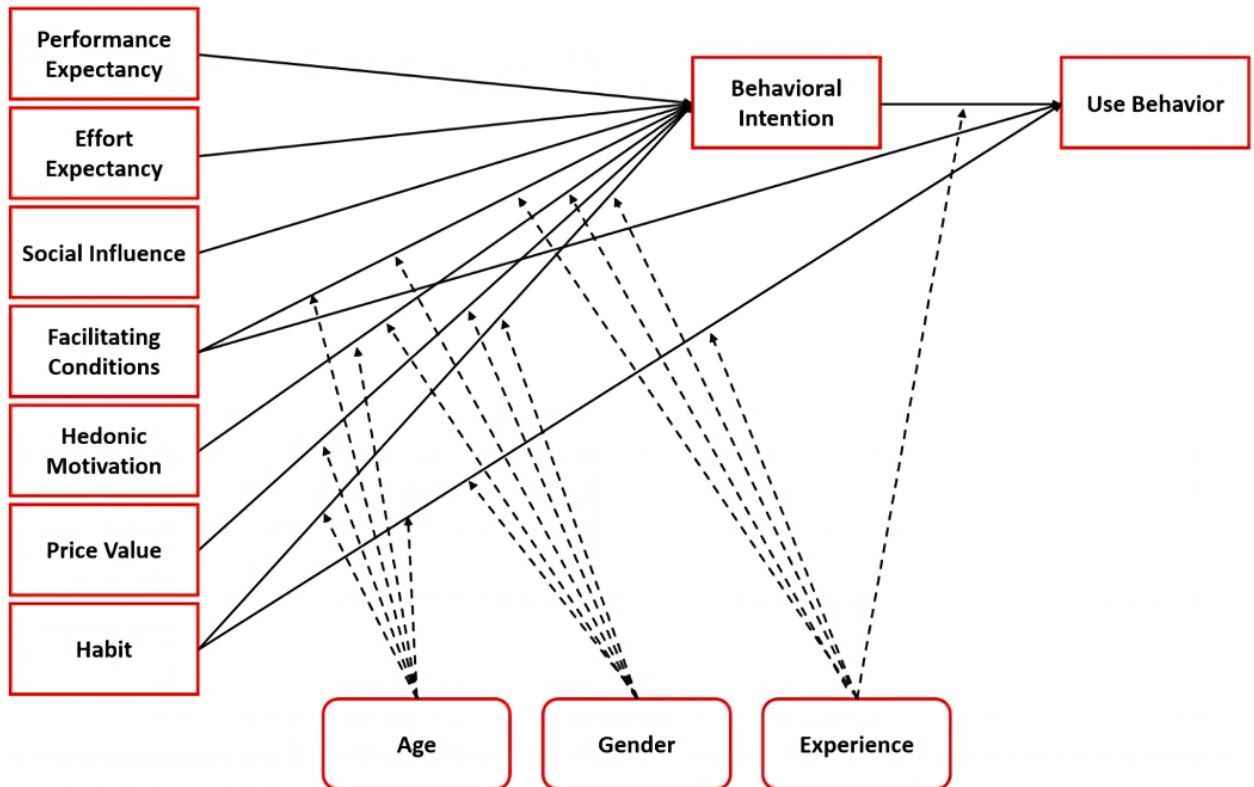 Performance
Expectancy
Effort
Expectancy
Social Influence
Facilitating
Conditions
Hedonic
Motivation
Price Value
Habit
Behavioral
Intention
Use Behavior
Age
Gender
Experience